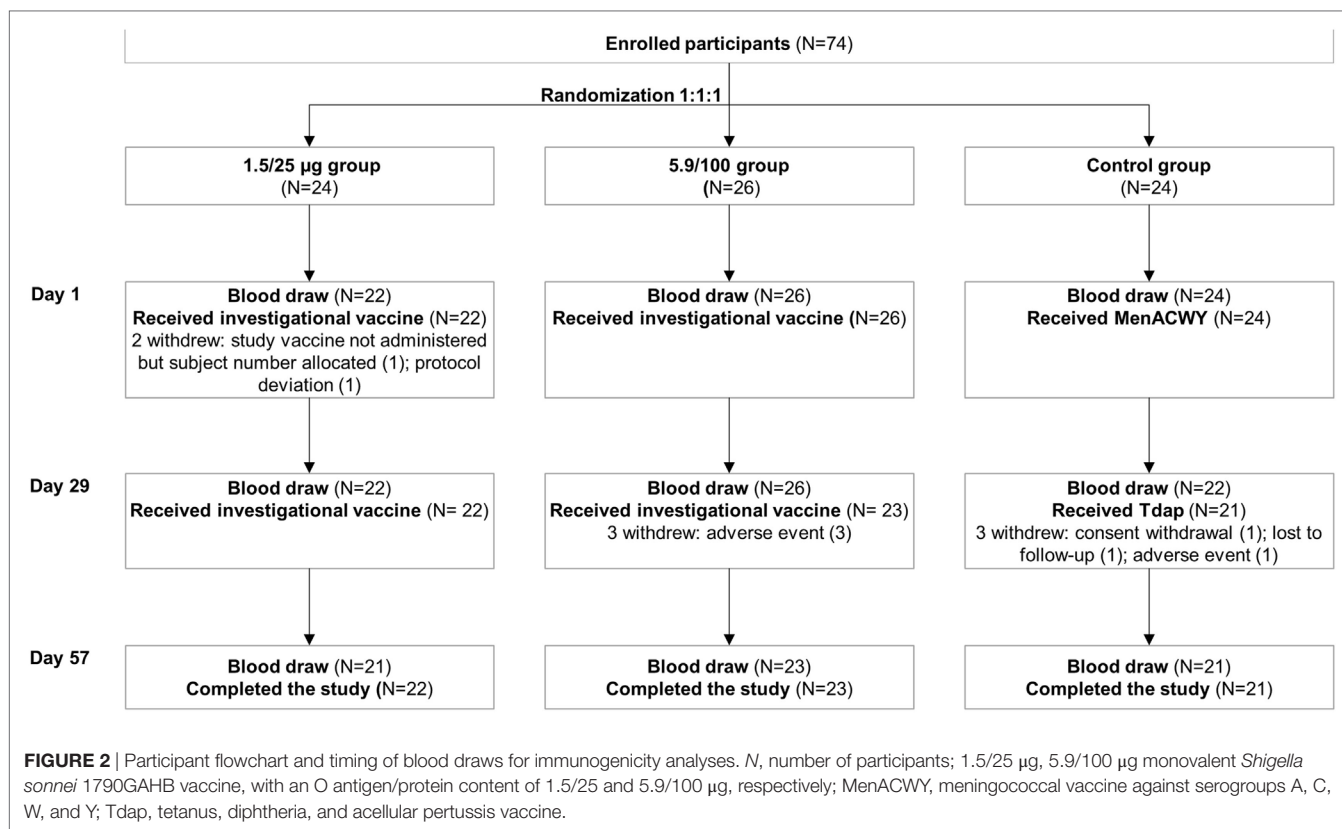 Enrolled participants (N=74)
Randomization 1:1:1
1.5/25 µg group
(N=24)
5.9/100 group
(N=26)
Control group
(N=24)
Day 1
Blood draw (N=22)
Received investigational vaccine (N=22)
2 withdrew: study vaccine not administered
but subject number allocated (1); protocol
deviation (1)
Blood draw (N=26)
Received investigational vaccine (N=26)
Blood draw (N=24)
Received MenACWY (N=24)
Day 29
Blood draw (N=22)
Received investigational vaccine (N= 22)
Blood draw (N=26)
Received investigational vaccine (N= 23)
3 withdrew: adverse event (3)
Blood draw (N=22)
Received Tdap (N=21)
3 withdrew: consent withdrawal (1); lost to
follow-up (1); adverse event (1)
Day 57
Blood draw (N=21)
Completed the study (N=22)
Blood draw (N=23)
Completed the study (N=23)
Blood draw (N=21)
Completed the study (N=21)
FIGURE 2 | Participant flowchart and timing of blood draws for immunogenicity analyses. N, number of participants; 1.5/25 µg, 5.9/100 µg monovalent Shigella
sonnei 1790GAHB vaccine, with an O antigen/protein content of 1.5/25 and 5.9/100 µg, respectively; MenACWY, meningococcal vaccine against serogroups A, C,
W, and Y; Tdap, tetanus, diphtheria, and acellular pertussis vaccine.